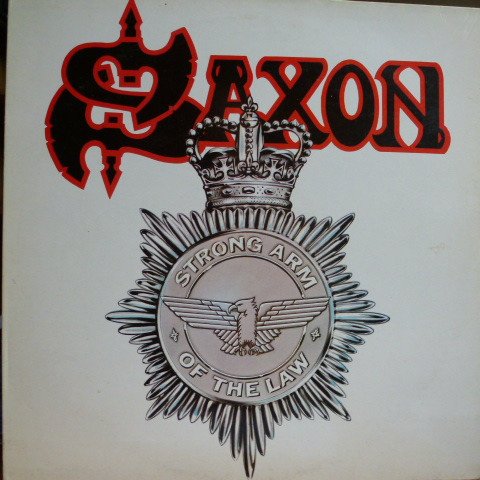 SAXON
STRONG ARM
OF THE LAW